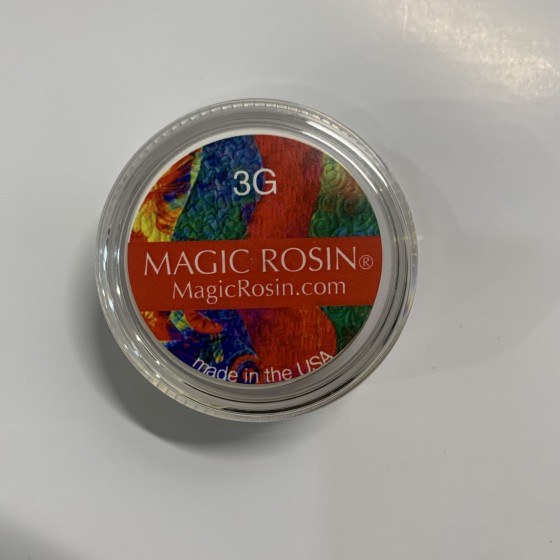 3G
MAGIC ROSIN®
MagicRosin.com
made in the USA